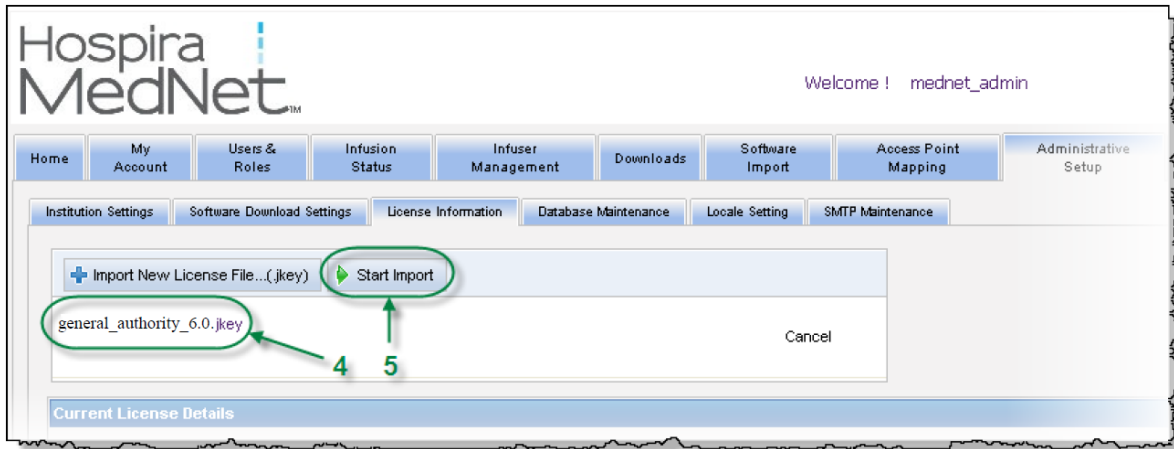 Hospira
MedNet™
Welcome ! mednet_admin
Home
My
Account
Users &
Roles
Infusion
Status
Infuser
Management
Downloads
Software
Import
Access Point
Mapping
Administrative
Setup
Institution Settings
Software Download Settings
License Information
Database Maintenance
Locale Setting
SMTP Maintenance
Import New License File...(.jkey)
Start Import
general_authority_6.0.jkey
Cancel
4
5
Current License Details